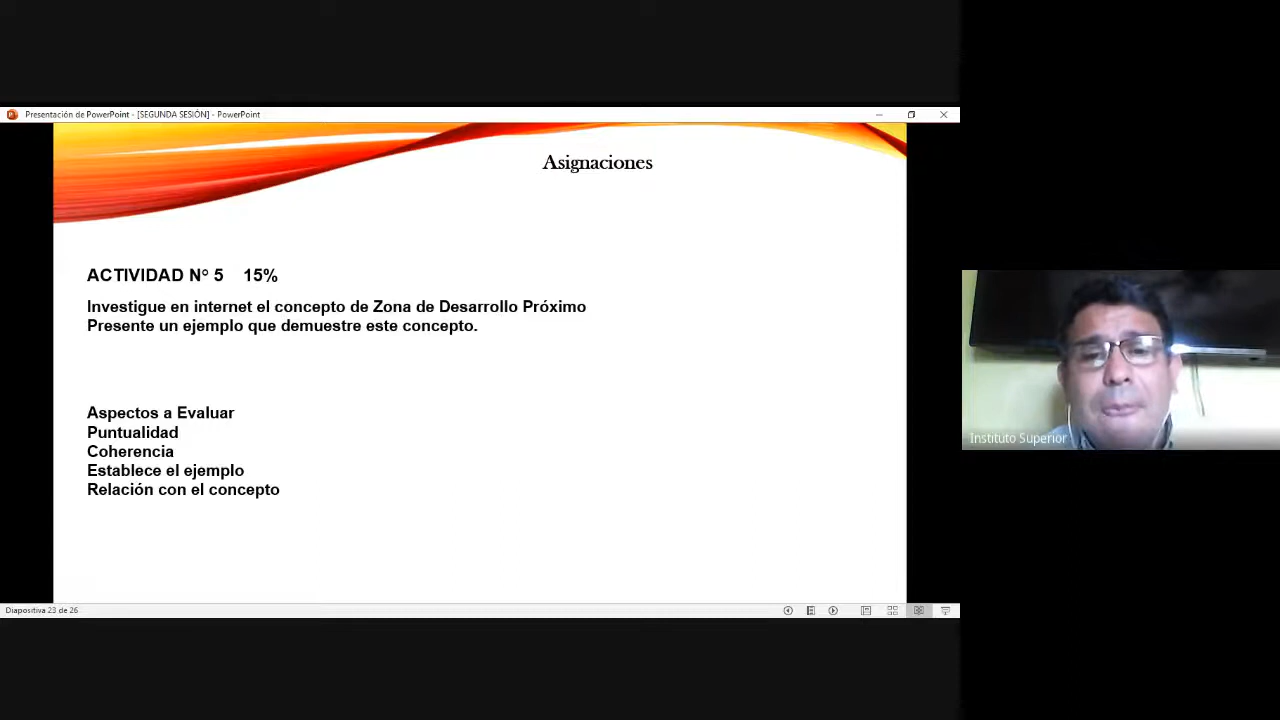 Presentación de PowerPoint - [SEGUNDA SESIÓN] - PowerPoint
Asignaciones
ACTIVIDAD N° 5 15%
Investigue en internet el concepto de Zona de Desarrollo Próximo
Presente un ejemplo que demuestre este concepto.
Aspectos a Evaluar
Puntualidad
Coherencia
Establece el ejemplo
Relación con el concepto
Instituto Superior
Diapositiva 23 de 26